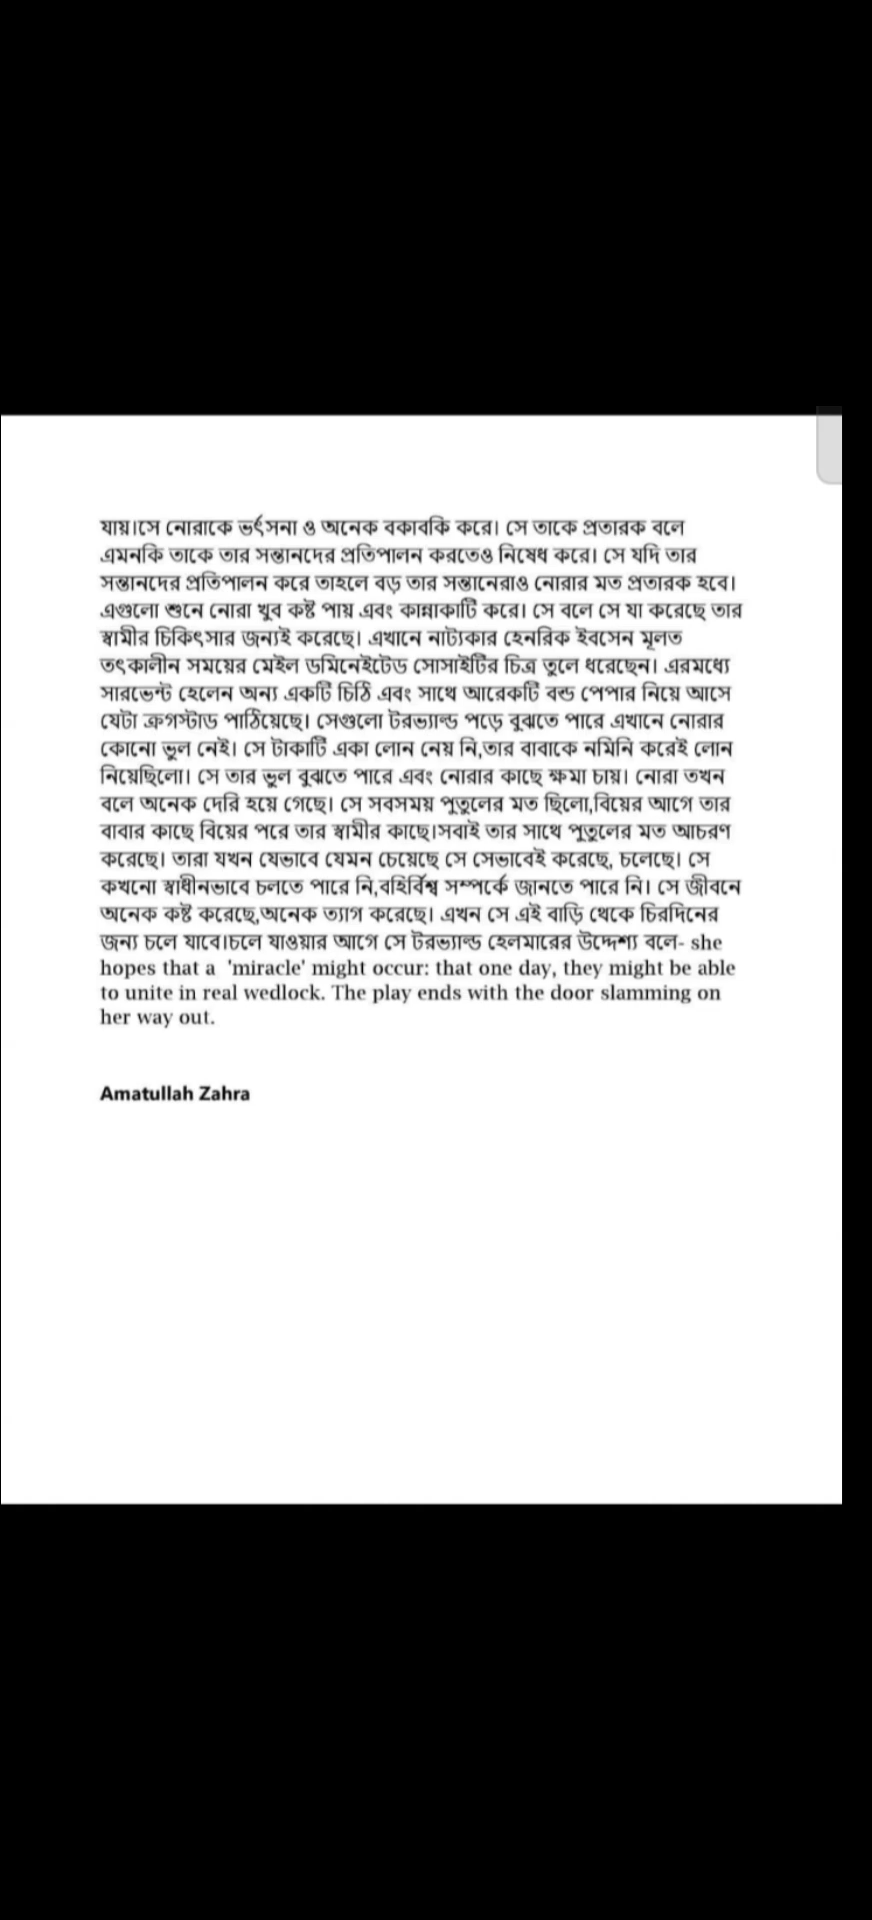 যায়।সে নোরাকে ভর্ৎসনা ও অনেক বকাবকি করে। সে তাকে প্রতারক বলে
এমনকি তাকে তার সন্তানদের প্রতিপালন করতেও নিষেধ করে। সে যদি তার
সন্তানদের প্রতিপালন করে তাহলে বড় তার সন্তানেরাও নোরার মত প্রতারক হবে।
এগুলো শুনে নোরা খুব কষ্ট পায় এবং কান্নাকাটি করে। সে বলে সে যা করেছে তার
স্বামীর চিকিৎসার জন্যই করেছে। এখানে নাট্যকার হেনরিক ইবসেন মূলত
তৎকালীন সময়ের মেইল ডমিনেইটেড সোসাইটির চিত্র তুলে ধরেছেন। এরমধ্যে
সারভেন্ট হেলেন অন্য একটি চিঠি এবং সাথে আরেকটি বন্ড পেপার নিয়ে আসে
যেটা ক্রগস্টাড পাঠিয়েছে। সেগুলো টরভ্যাল্ড পড়ে বুঝতে পারে এখানে নোরার
কোনো ভুল নেই। সে টাকাটি একা লোন নেয় নি,তার বাবাকে নমিনি করেই লোন
নিয়েছিলো। সে তার ভুল বুঝতে পারে এবং নোরার কাছে ক্ষমা চায়। নোরা তখন
বলে অনেক দেরি হয়ে গেছে। সে সবসময় পুতুলের মত ছিলো,বিয়ের আগে তার
বাবার কাছে বিয়ের পরে তার স্বামীর কাছে।সবাই তার সাথে পুতুলের মত আচরণ
করেছে। তারা যখন যেভাবে যেমন চেয়েছে সে সেভাবেই করেছে, চলেছে। সে
কখনো স্বাধীনভাবে চলতে পারে নি,বহির্বিশ্ব সম্পর্কে জানতে পারে নি। সে জীবনে
অনেক কষ্ট করেছে,অনেক ত্যাগ করেছে। এখন সে এই বাড়ি থেকে চিরদিনের
জন্য চলে যাবে।চলে যাওয়ার আগে সে টরভ্যাল্ড হেলমারের উদ্দেশ্য বলে- she
hopes that a 'miracle' might occur: that one day, they might be able
to unite in real wedlock. The play ends with the door slamming on
her way out.
Amatullah Zahra